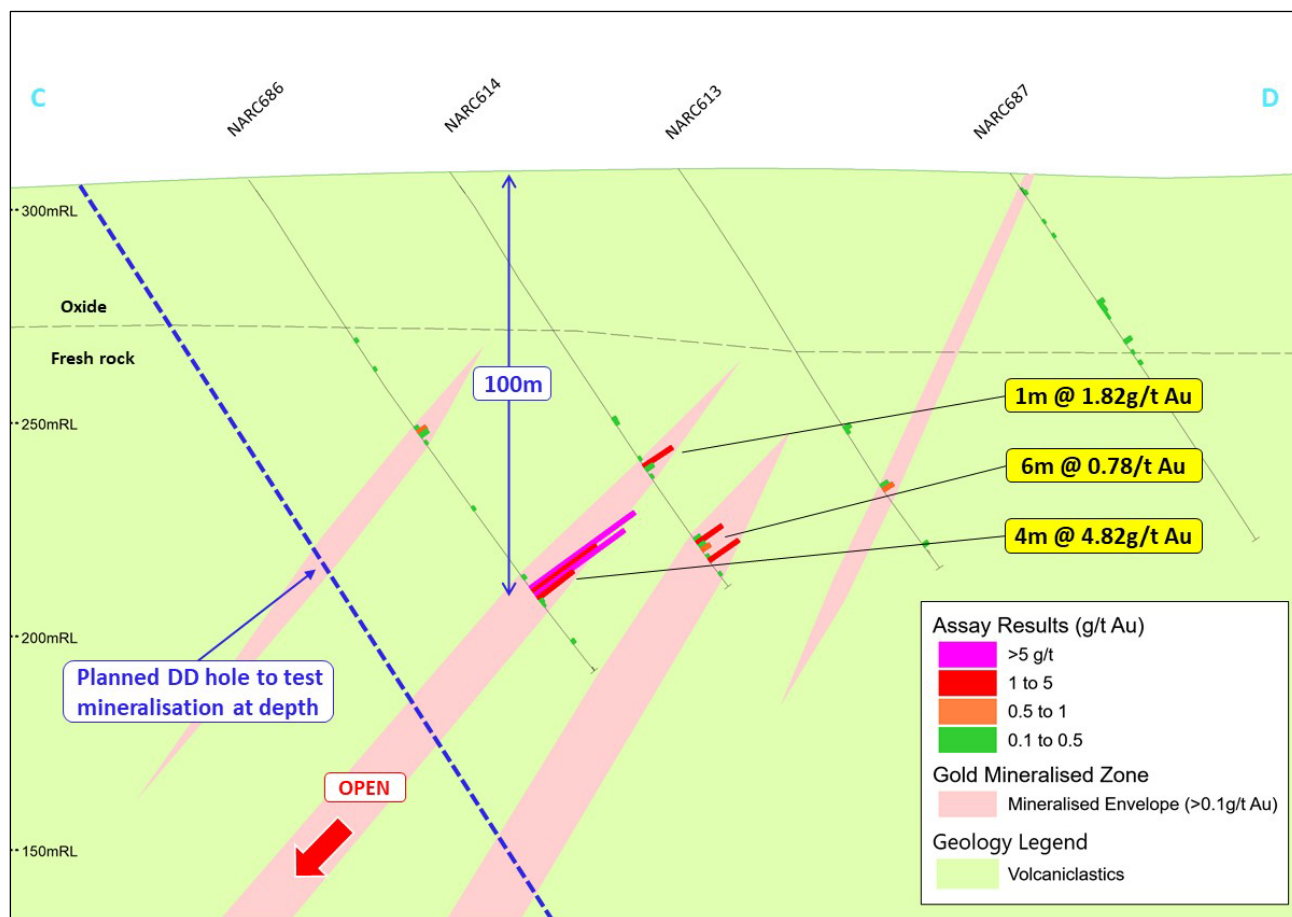 C
NARC686
NARC614
NARC613
NARC687
D
300mRL
Oxide
Fresh rock
100m
1m @ 1.82g/t Au
250mRL
6m @ 0.78/t Au
4m @ 4.82g/t Au
200mRL
Planned DD hole to test
mineralisation at depth
OPEN
150mRL
Assay Results (g/t Au)
>5 g/t
1 to 5
0.5 to 1
0.1 to 0.5
Gold Mineralised Zone
Mineralised Envelope (>0.1g/t Au)
Geology Legend
Volcaniclastics